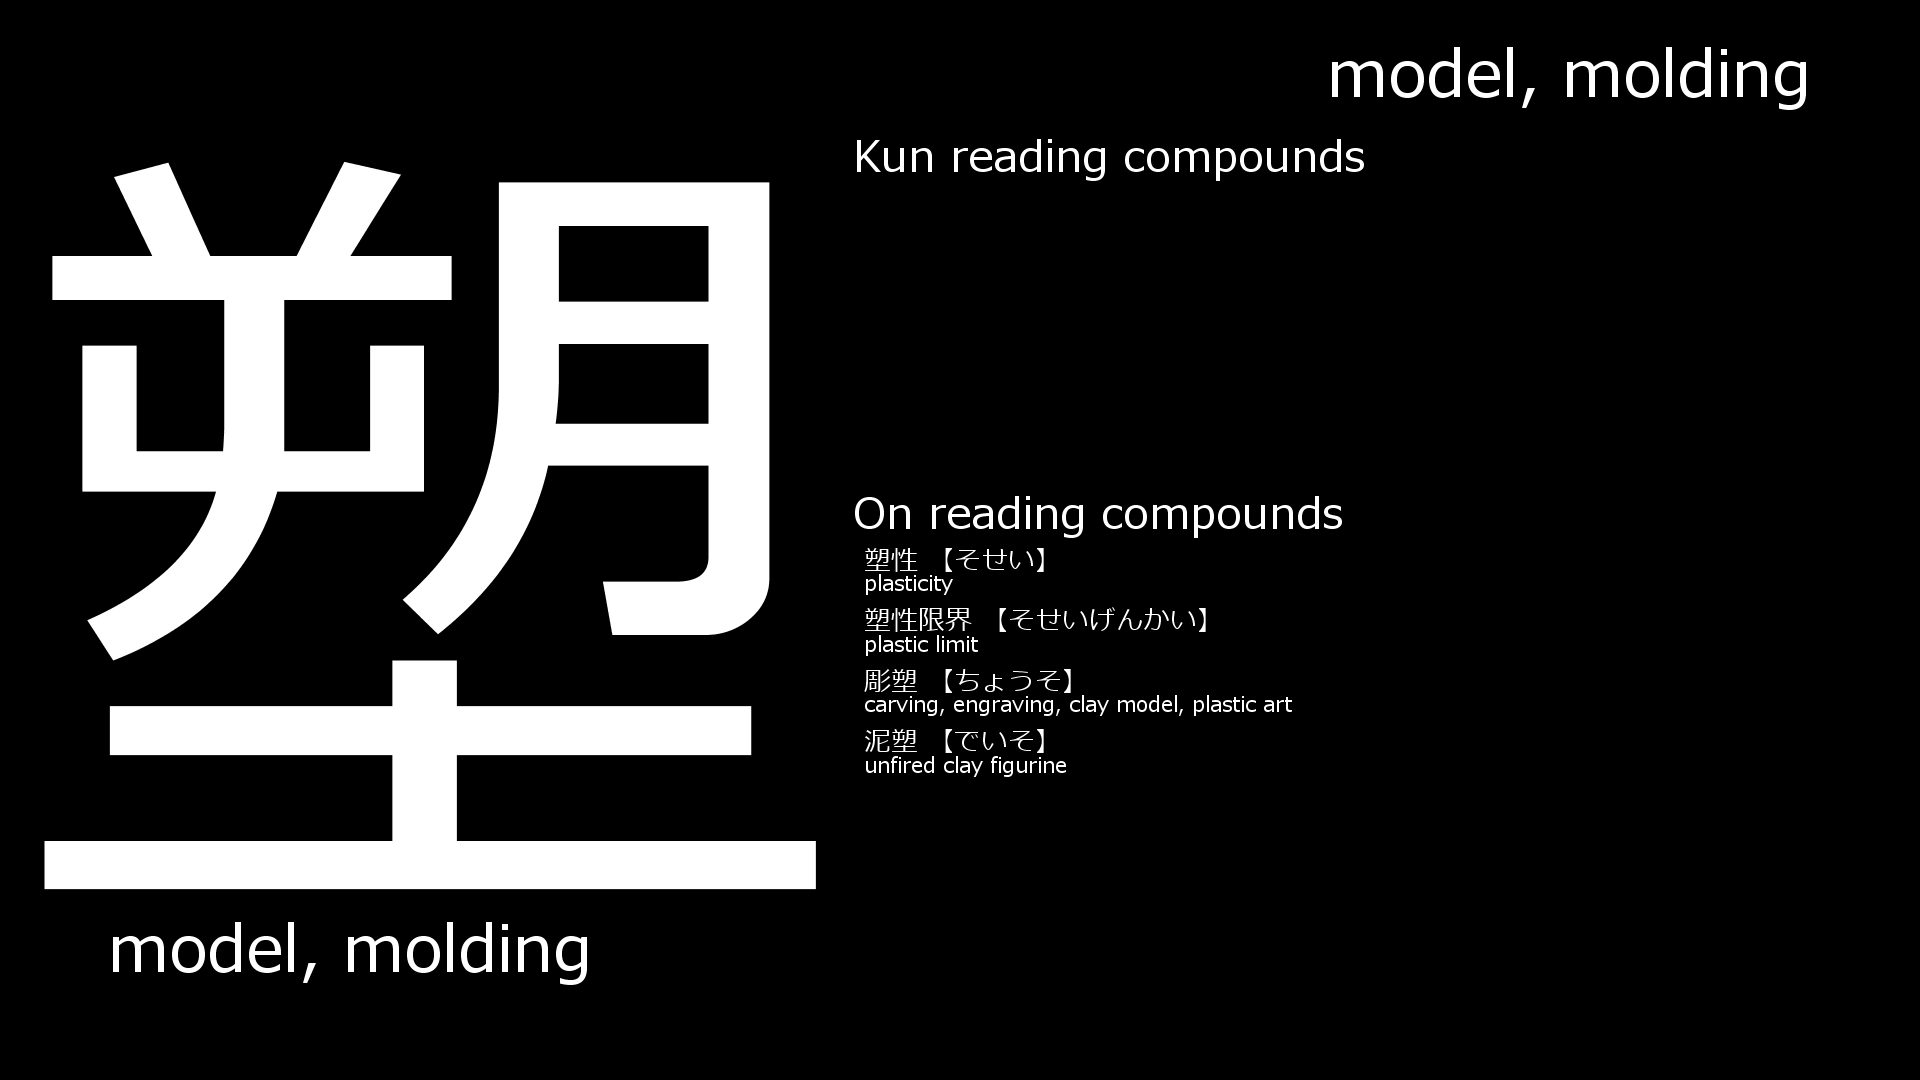 塑
model, molding
model, molding
Kun reading compounds
On reading compounds
塑性 【そせい】
plasticity
塑性限界 【そせいげんかい】
plastic limit
彫塑 【ちょうそ】
carving, engraving, clay model, plastic art
泥塑 【でいそ】
unfired clay figurine